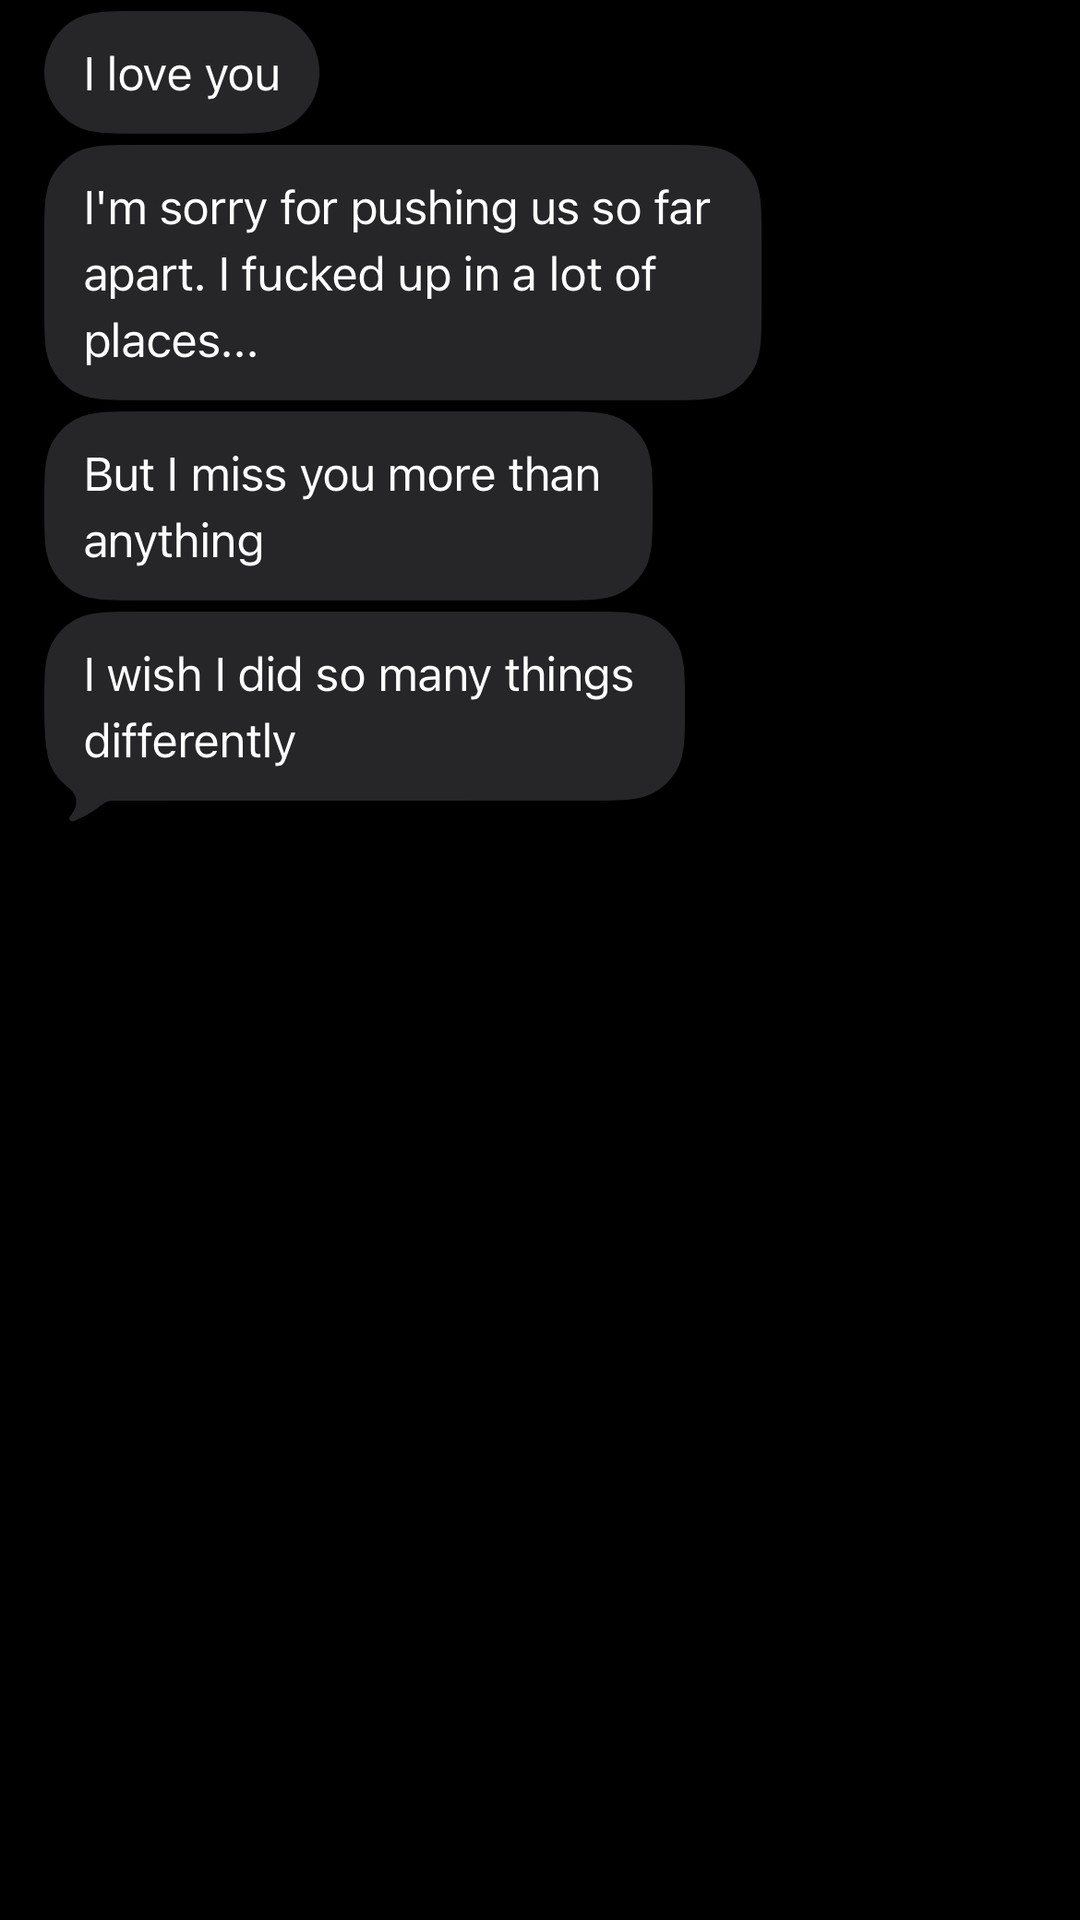 I love you
I'm sorry for pushing us so far
apart. I fucked up in a lot of
places...
But I miss you more than
anything
I wish I did so many things
differently